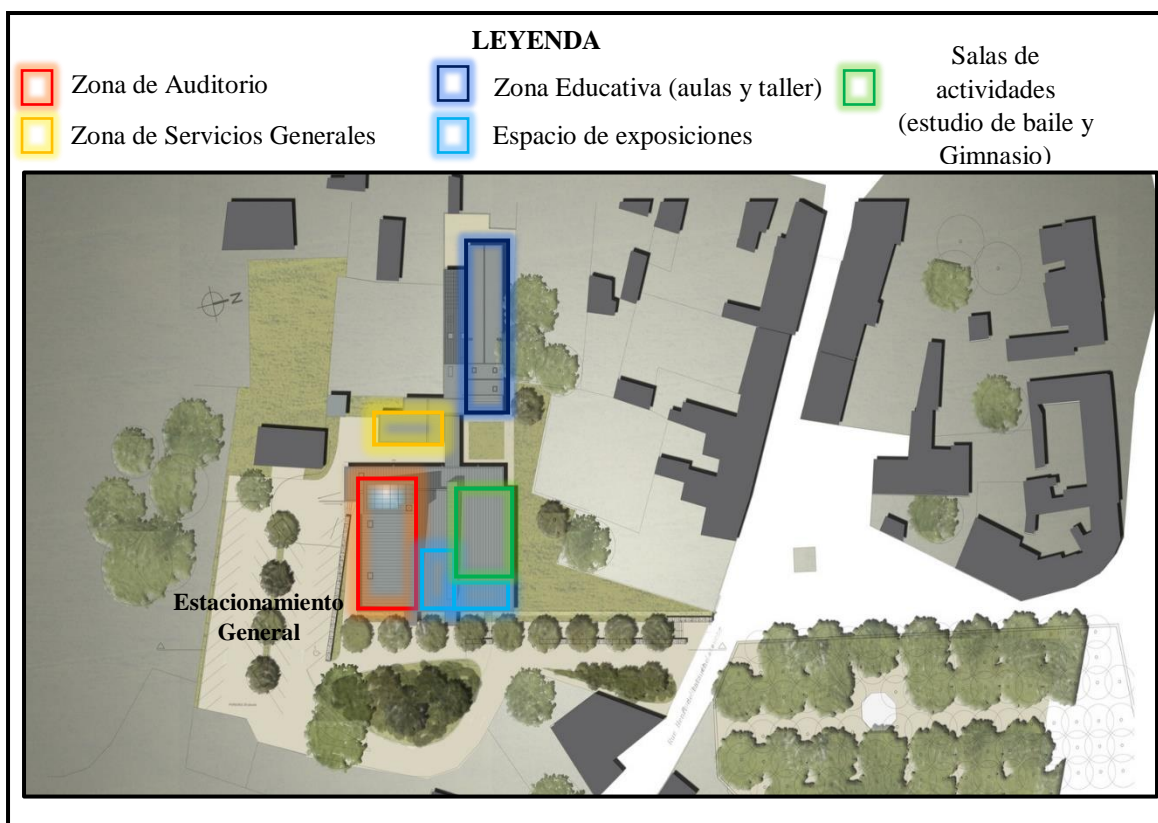 LEYENDA
Zona de Auditorio
Zona Educativa (aulas y taller)
Salas de
actividades
(estudio de baile y
Gimnasio)
Zona de Servicios Generales
Espacio de exposiciones
N
Estacionamiento
General